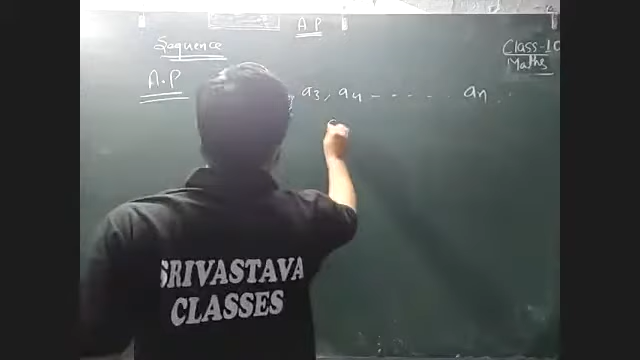 A P
Sequence
Class-10
Maths
A.P
a3, a4 - . . . . . an . .
SRIVASTAVA
CLASSES